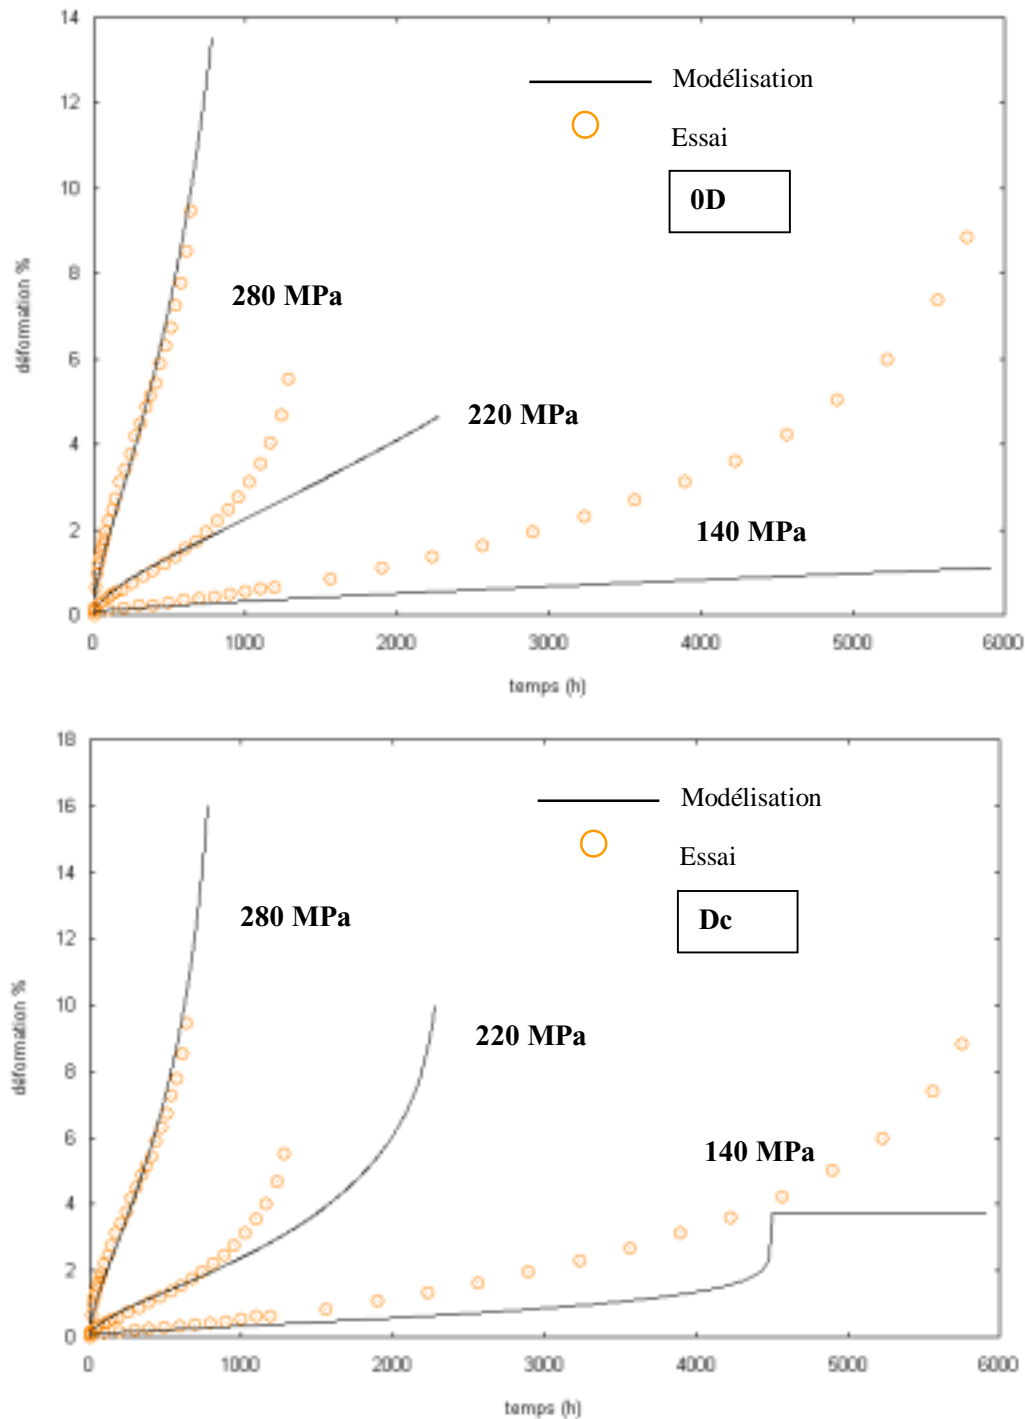 14
12
10
8
6
4
2
0
déformation %
Modélisation
Essai
0D
280 MPa
220 MPa
140 MPa
0
1000
2000
3000
4000
5000
6000
temps (h)
18
16
14
12
10
8
6
4
2
0
déformation %
Modélisation
Essai
Dc
280 MPa
220 MPa
140 MPa
0
1000
2000
3000
4000
5000
6000
temps (h)